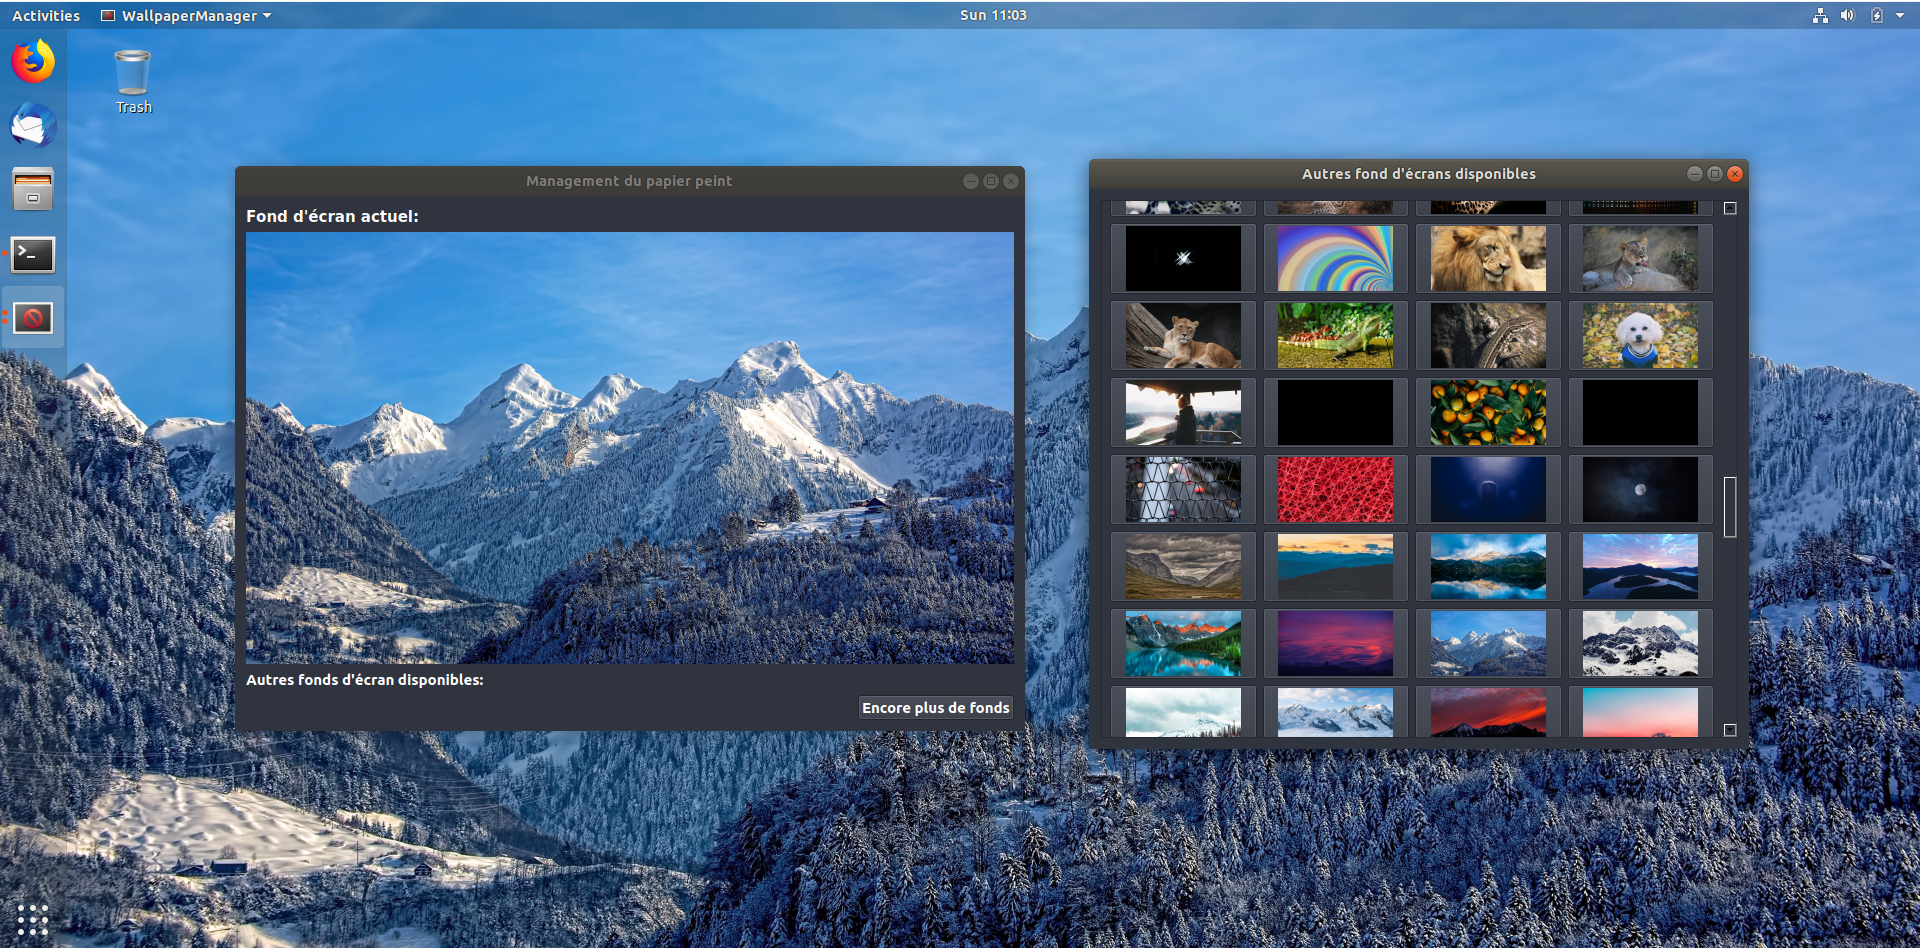 Activities
WallpaperManager
Sun 11:03
Trash
Management du papier peint
Fond d'écran actuel:
Autres fonds d'écran disponibles:
Encore plus de fonds
Autres fond d'écrans disponibles